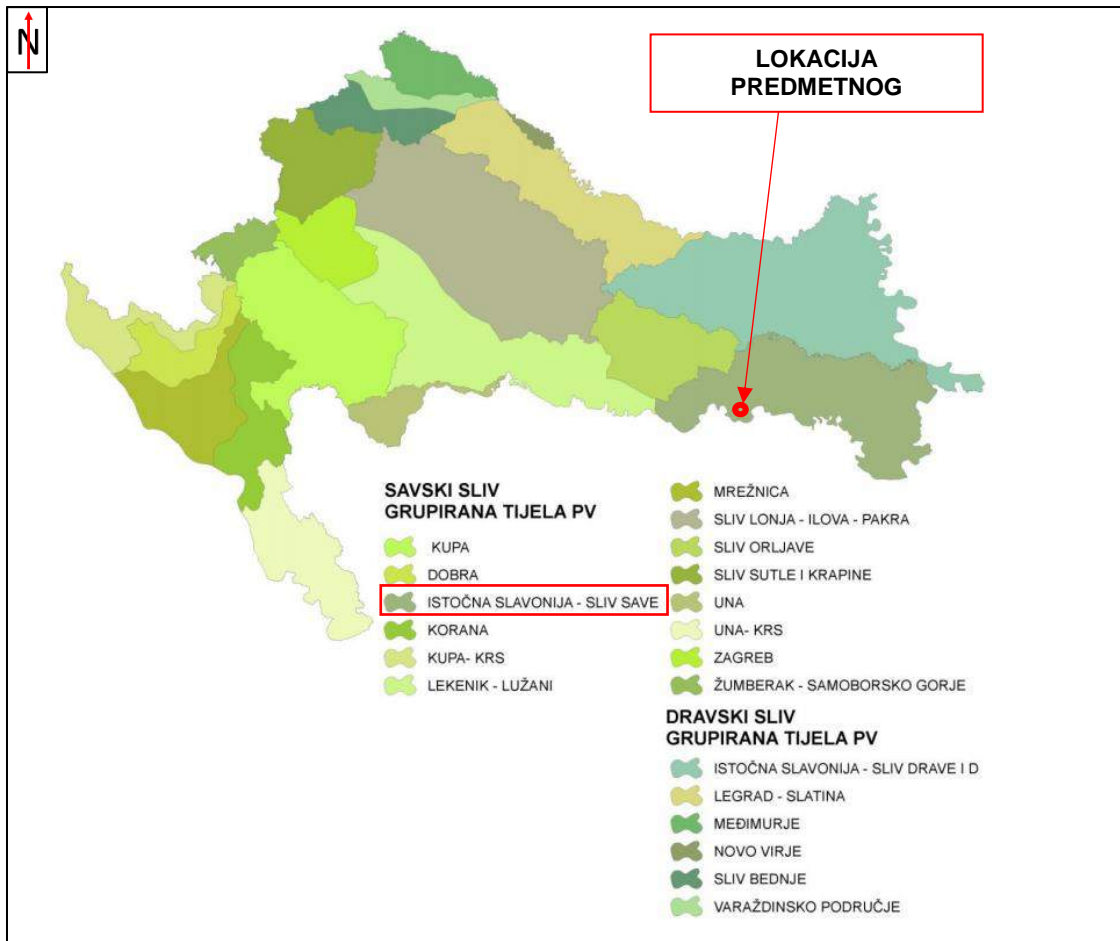 N
LOKACIJA
PREDMETNOG
SAVSKI SLIV
GRUPIRANA TIJELA PV
KUPA
DOBRA
ISTOČNA SLAVONIJA - SLIV SAVE
KORANA
KUPA- KRS
LEKENIK - LUŽANI
MREŽNICA
SLIV LONJA - ILOVA - PAKRA
SLIV ORLJAVE
SLIV SUTLE I KRAPINE
UNA
UNA- KRS
ZAGREB
ŽUMBERAK - SAMOBORSKO GORJE
DRAVSKI SLIV
GRUPIRANA TIJELA PV
ISTOČNA SLAVONIJA - SLIV DRAVE I D
LEGRAD - SLATINA
MEĐIMURJE
NOVO VIRJE
SLIV BEDNJE
VARAŽDINSKO PODRUČJE